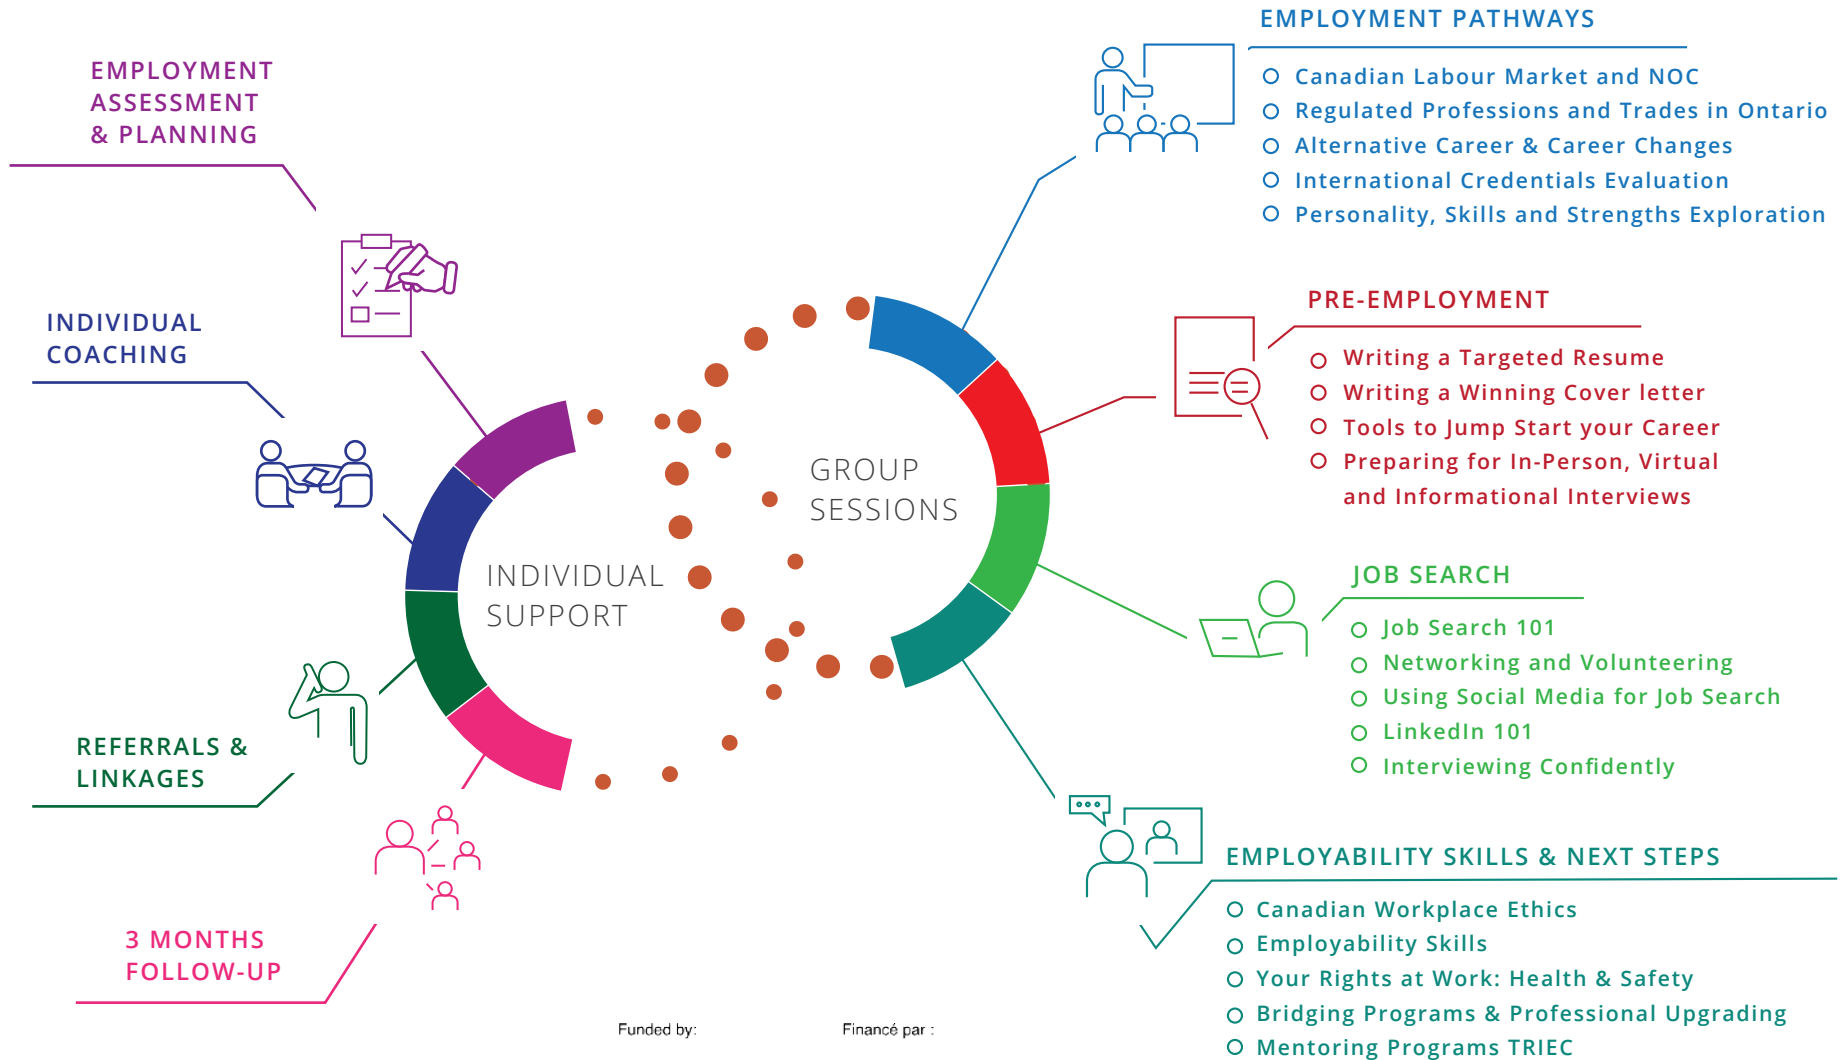 EMPLOYMENT
ASSESSMENT
& PLANNING
INDIVIDUAL
COACHING
REFERRALS &
LINKAGES
3 MONTHS
FOLLOW-UP
INDIVIDUAL
SUPPORT
GROUP
SESSIONS
EMPLOYMENT PATHWAYS
Canadian Labour Market and NOC
Regulated Professions and Trades in Ontario
Alternative Career & Career Changes
International Credentials Evaluation
Personality, Skills and Strengths Exploration
PRE-EMPLOYMENT
Writing a Targeted Resume
Writing a Winning Cover letter
Tools to Jump Start your Career
Preparing for In-Person, Virtual
and Informational Interviews
JOB SEARCH
Job Search 101
Networking and Volunteering
Using Social Media for Job Search
LinkedIn 101
Interviewing Confidently
EMPLOYABILITY SKILLS & NEXT STEPS
Canadian Workplace Ethics
Employability Skills
Your Rights at Work: Health & Safety
Bridging Programs & Professional Upgrading
Mentoring Programs TRIEC
Funded by:
Financé par :